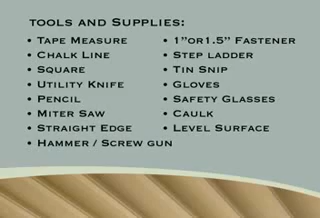 TOOLS AND SUPPLIES:
• TAPE MEASURE
• CHALK LINE
• SQUARE
• UTILITY KNIFE
• PENCIL
• MITER SAW
• STRAIGHT EDGE
• HAMMER / SCREW GUN
• 1"OR1.5" FASTENER
• STEP LADDER
• TIN SNIP
• GLOVES
• SAFETY GLASSES
• CAULK
• LEVEL SURFACE